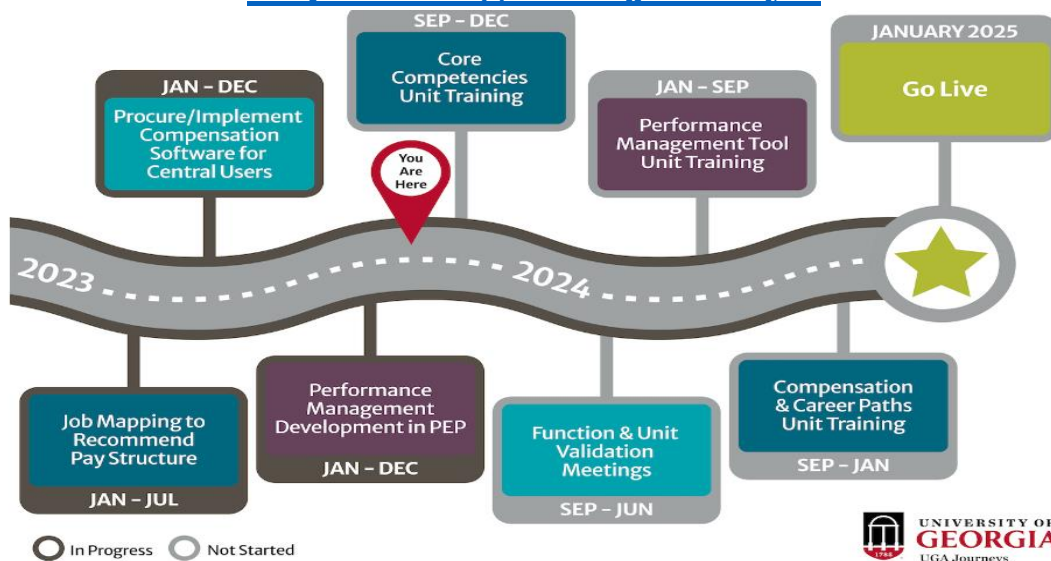 SEP – DEC
Core
Competencies
Unit Training
JANUARY 2025
Go Live
JAN – DEC
Procure/Implement
Compensation
Software for
Central Users
JAN – SEP
Performance
Management Tool
Unit Training
You
Are
Here
2023
2024
Job Mapping to
Recommend
Pay Structure
JAN – JUL
Performance
Management
Development in PEP
JAN – DEC
Function & Unit
Validation
Meetings
SEP – JUN
Compensation
& Career Paths
Unit Training
SEP – JAN
In Progress
Not Started
1785
UNIVERSITY OF
GEORGIA
UGA Journeys